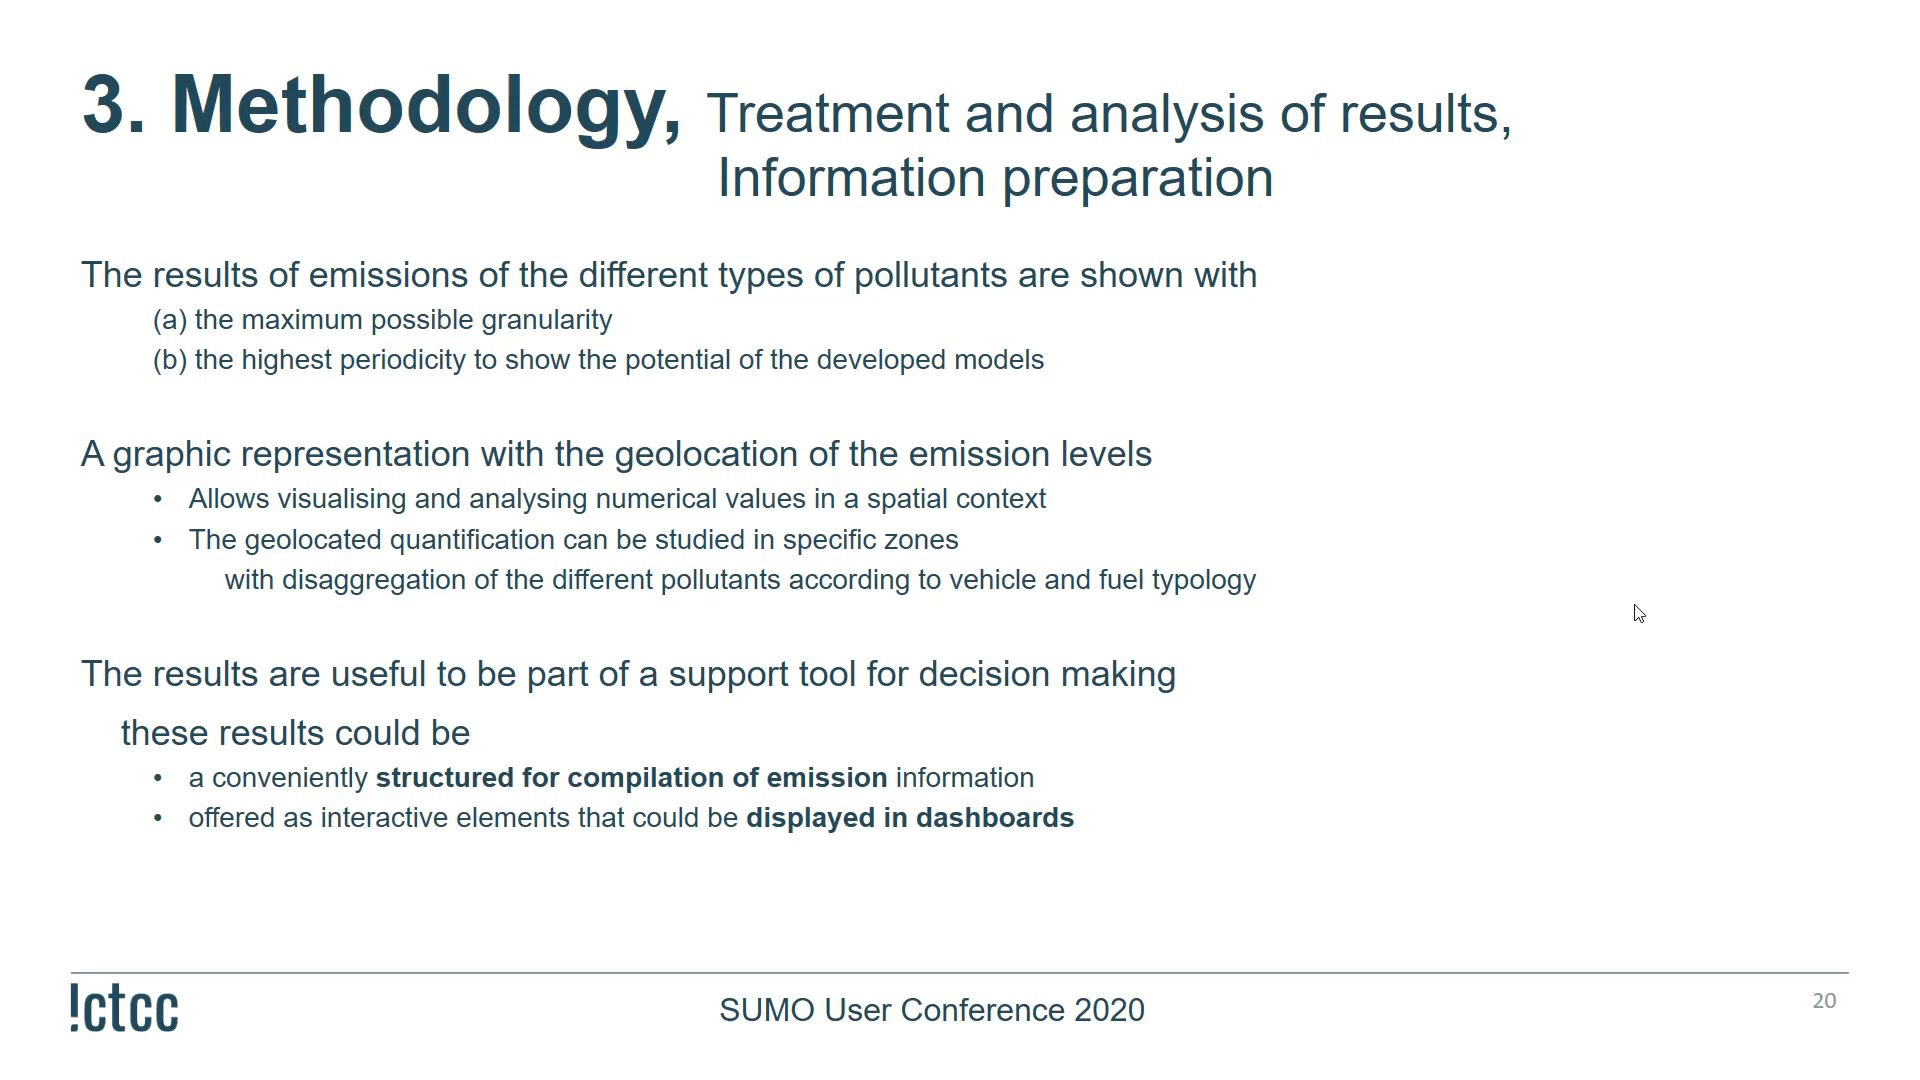 3. Methodology, Treatment and analysis of results,
Information preparation
The results of emissions of the different types of pollutants are shown with
(a) the maximum possible granularity
(b) the highest periodicity to show the potential of the developed models
A graphic representation with the geolocation of the emission levels
• Allows visualising and analysing numerical values in a spatial context
• The geolocated quantification can be studied in specific zones
with disaggregation of the different pollutants according to vehicle and fuel typology
The results are useful to be part of a support tool for decision making
these results could be
• a conveniently structured for compilation of emission information
• offered as interactive elements that could be displayed in dashboards
!ctcc
SUMO User Conference 2020
20